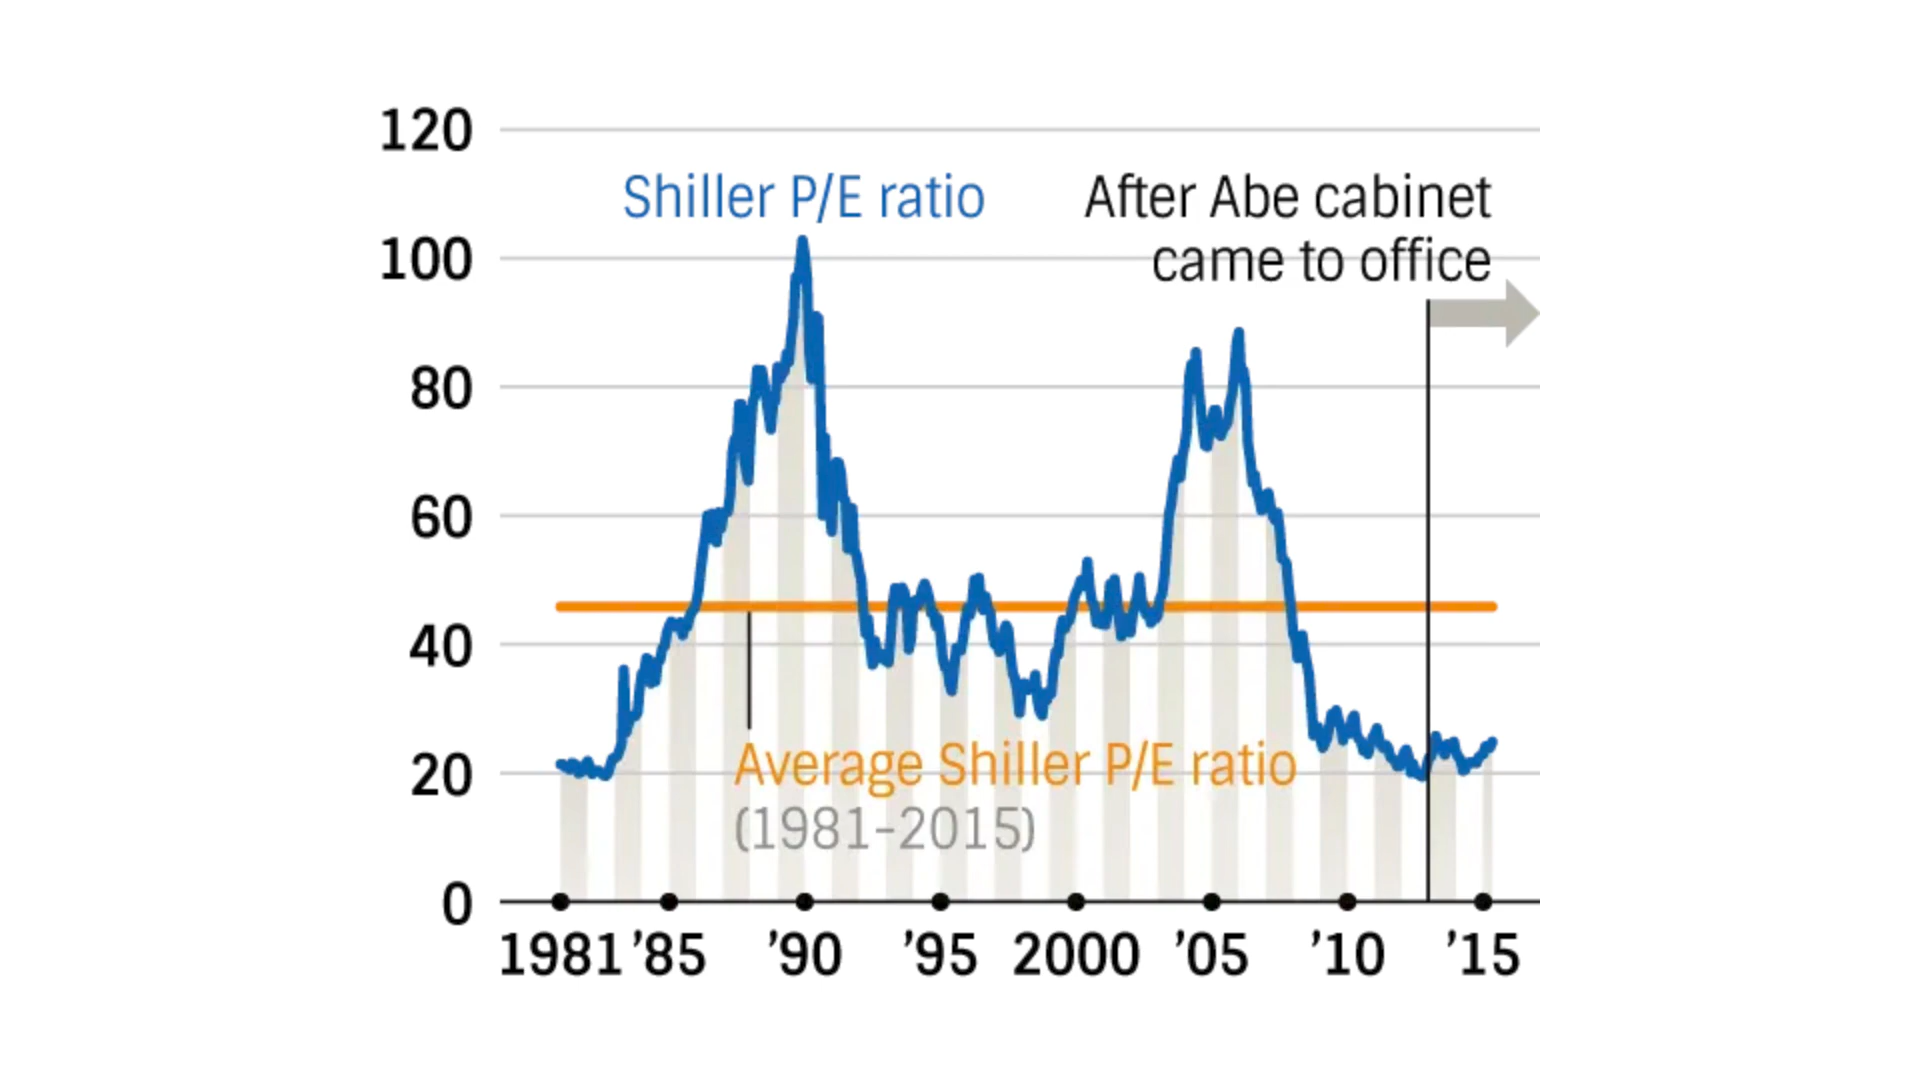 120
Shiller P/E ratio
After Abe cabinet
came to office
100
80
60
40
20
Average Shiller P/E ratio
(1981-2015)
0
1981 ’85 ’90 ’95 2000 ’05 ’10 ’15